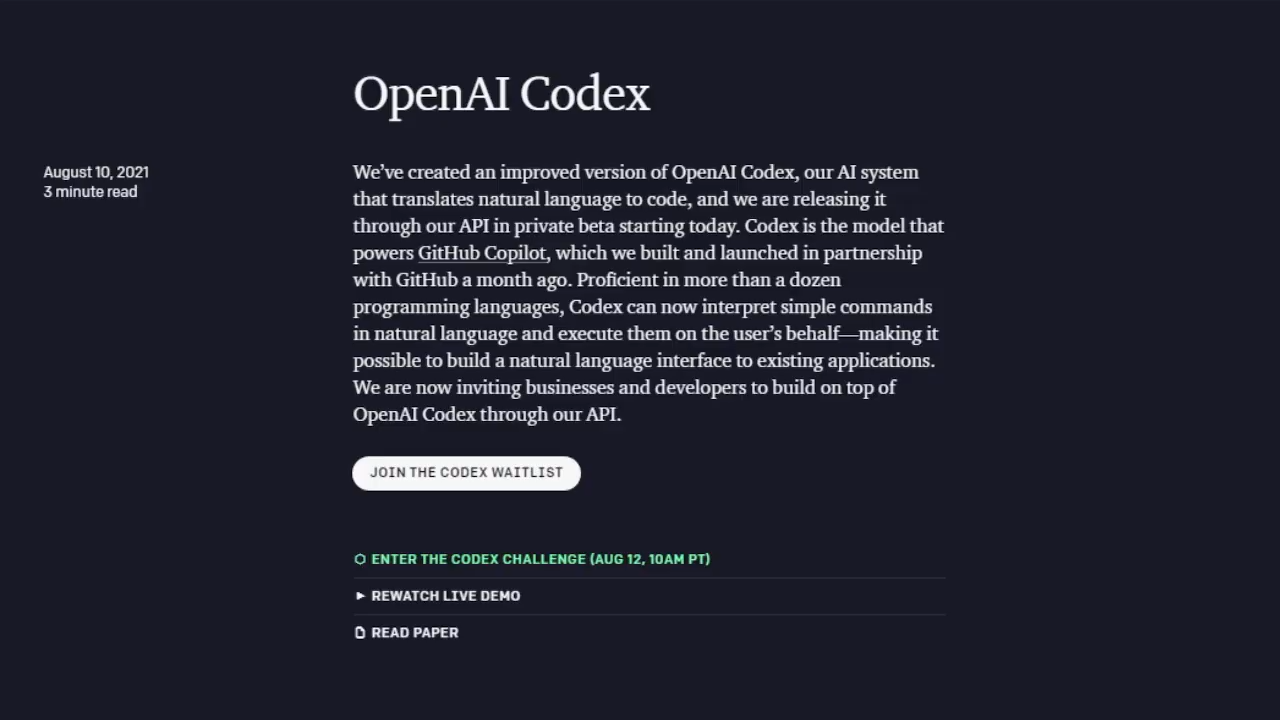 OpenAI Codex
August 10, 2021
3 minute read
We’ve created an improved version of OpenAI Codex, our AI system
that translates natural language to code, and we are releasing it
through our API in private beta starting today. Codex is the model that
powers GitHub Copilot, which we built and launched in partnership
with GitHub a month ago. Proficient in more than a dozen
programming languages, Codex can now interpret simple commands
in natural language and execute them on the user’s behalf—making it
possible to build a natural language interface to existing applications.
We are now inviting businesses and developers to build on top of
OpenAI Codex through our API.
JOIN THE CODEX WAITLIST
ENTER THE CODEX CHALLENGE (AUG 12, 10AM PT)
REWATCH LIVE DEMO
READ PAPER